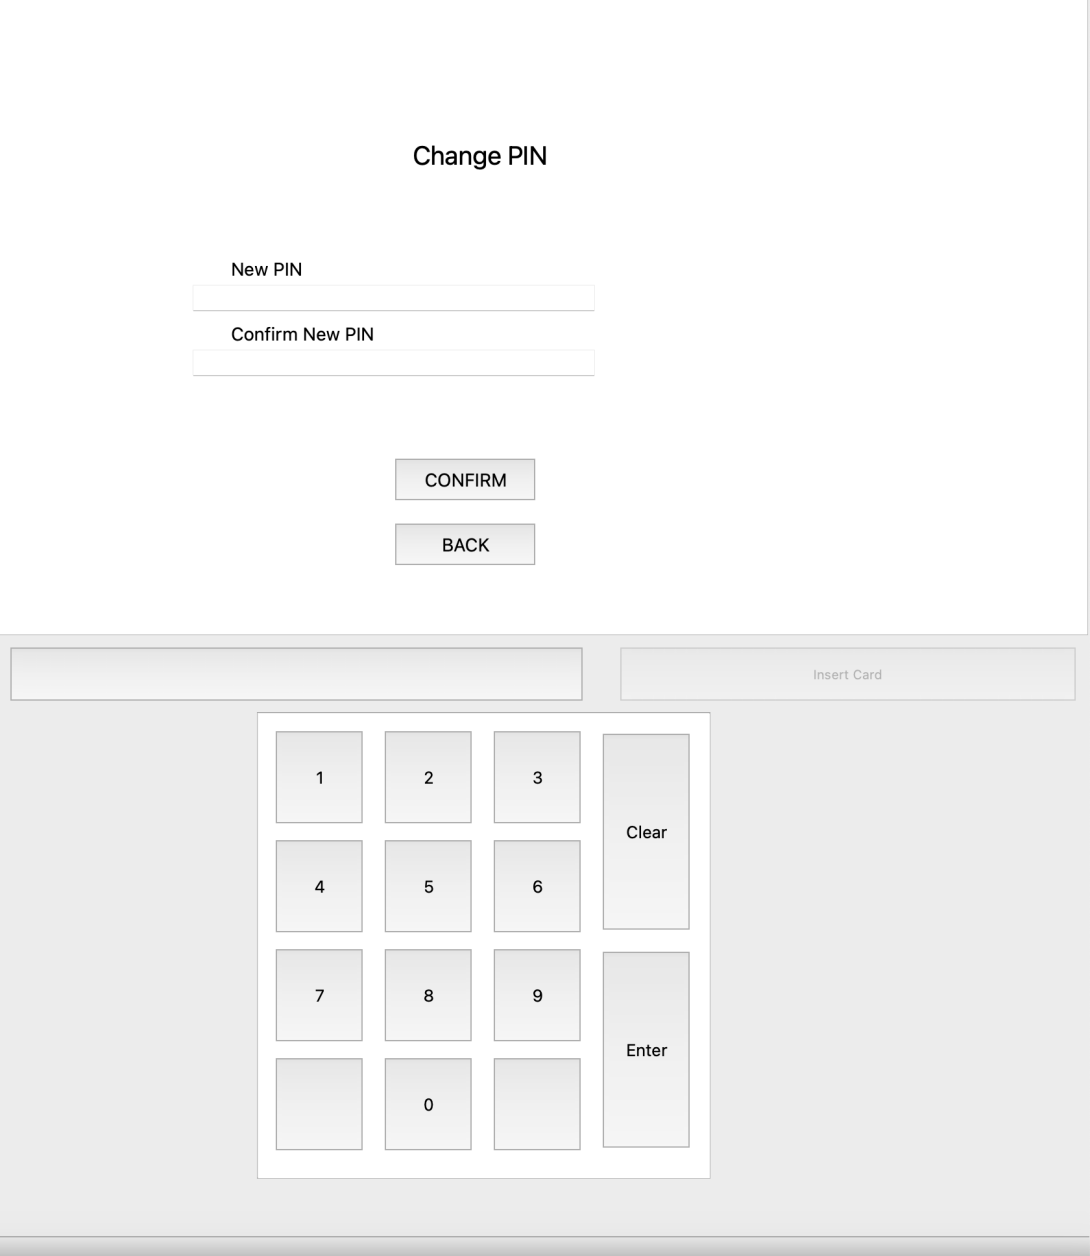 Change PIN
New PIN
Confirm New PIN
CONFIRM
BACK
Insert Card
1 2 3
Clear
4 5 6
7 8 9
Enter
0